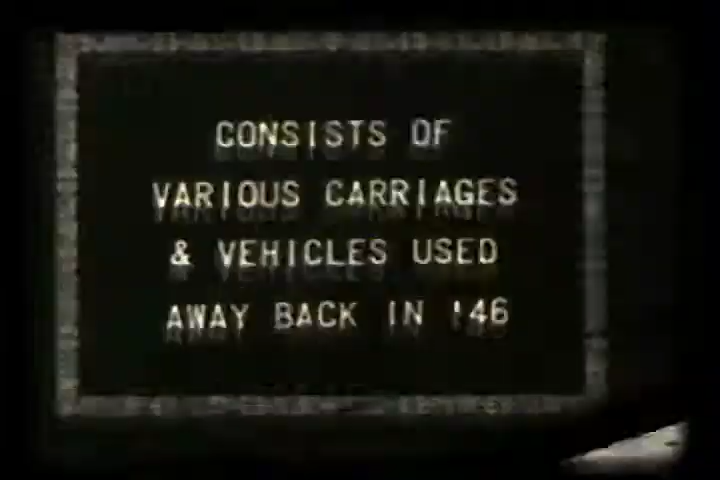 CONSISTS OF
VARIOUS CARRIAGES
& VEHICLES USED
AWAY BACK IN '46